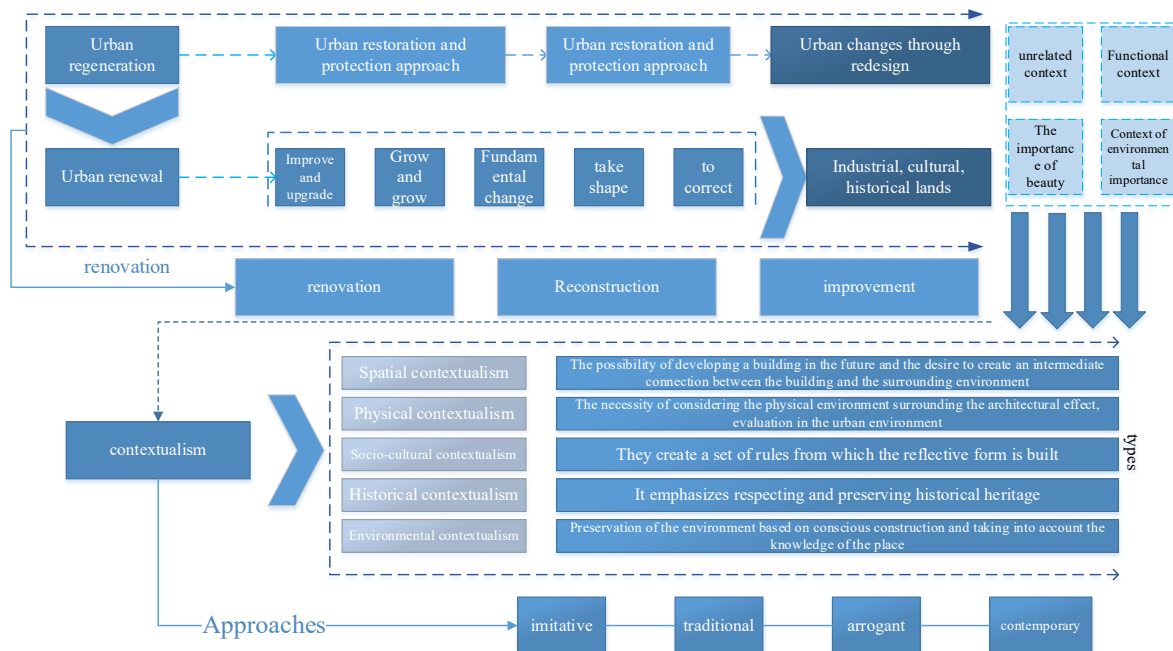 Urban
regeneration
Urban restoration and
protection approach
Urban restoration and
protection approach
Urban changes through
redesign
unrelated
context
Functional
context
Urban renewal
Improve
and
upgrade
Grow
and
grow
Fundam
ental
change
take
shape
to
correct
Industrial, cultural,
historical lands
The
importanc
e of
beauty
Context of
environmen
tal
importance
renovation
renovation
Reconstruction
improvement
contextualism
Spatial contextualism
The possibility of developing a building in the future and the desire to create an intermediate
connection between the building and the surrounding environment
Physical contextualism
The necessity of considering the physical environment surrounding the architectural effect,
evaluation in the urban environment
Socio-cultural contextualism
They create a set of rules from which the reflective form is built
Historical contextualism
It emphasizes respecting and preserving historical heritage
Environmental contextualism
Preservation of the environment based on conscious construction and taking into account the
knowledge of the place
types
Approaches
imitative
traditional
arrogant
contemporary